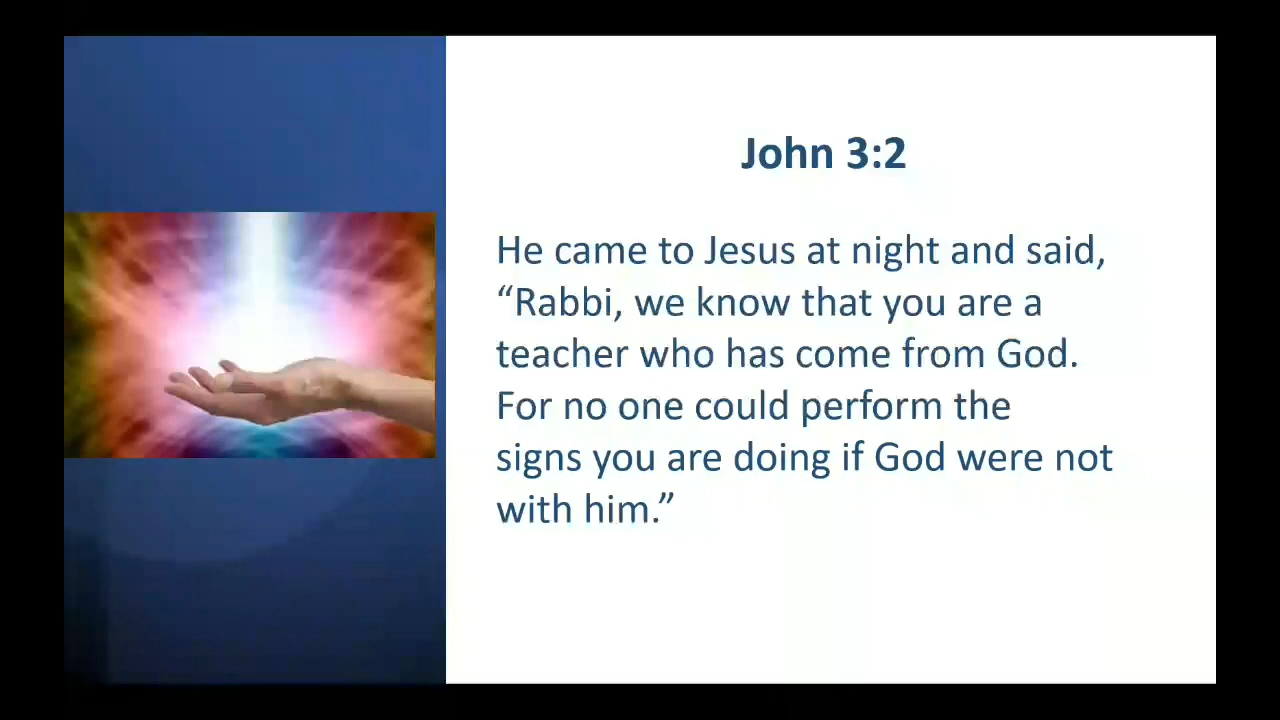 John 3:2
He came to Jesus at night and said,
“Rabbi, we know that you are a
teacher who has come from God.
For no one could perform the
signs you are doing if God were not
with him.”